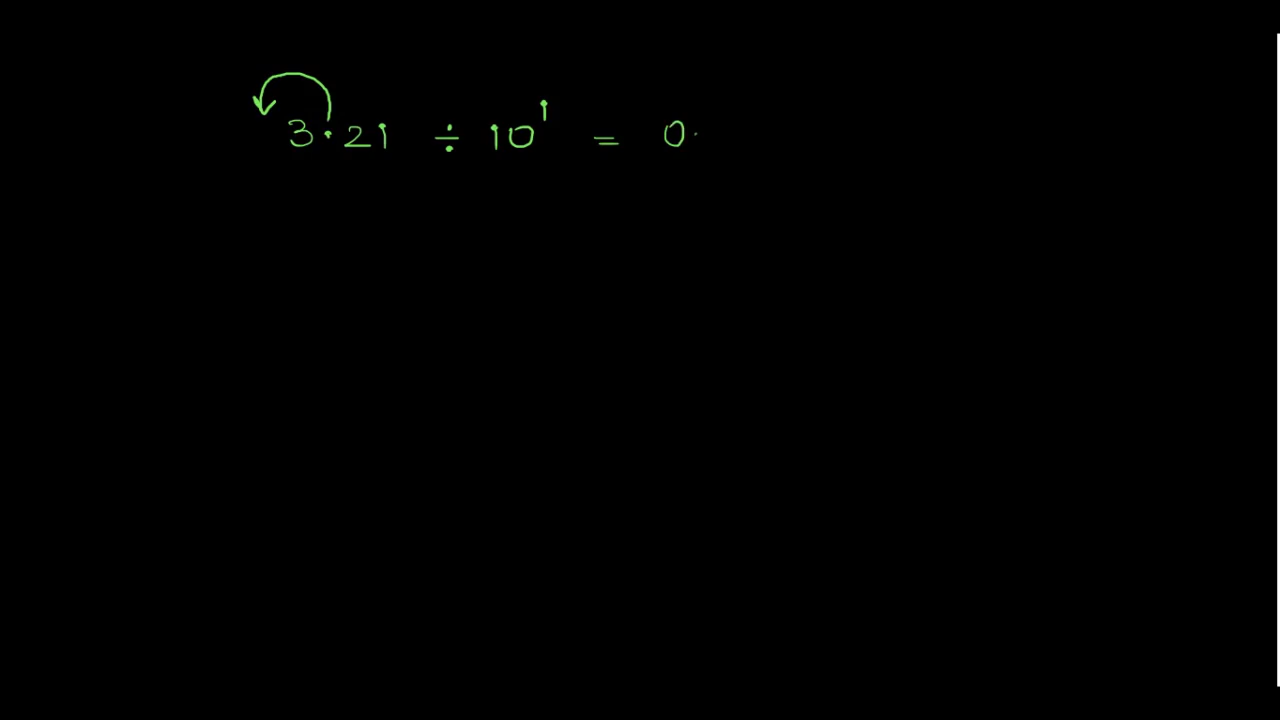 3.21 ÷ 10¹ = 0.